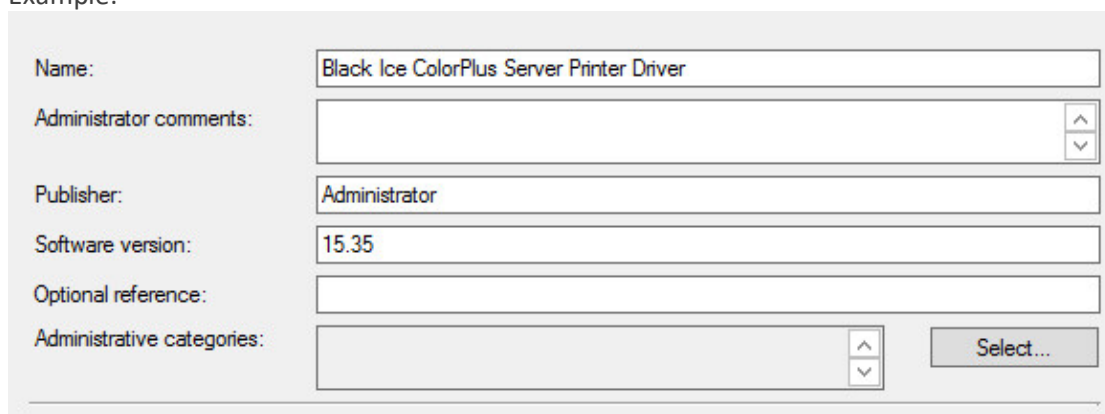 Example:
Name: Black Ice ColorPlus Server Printer Driver
Administrator comments:
Publisher: Administrator
Software version: 15.35
Optional reference:
Administrative categories: Select...